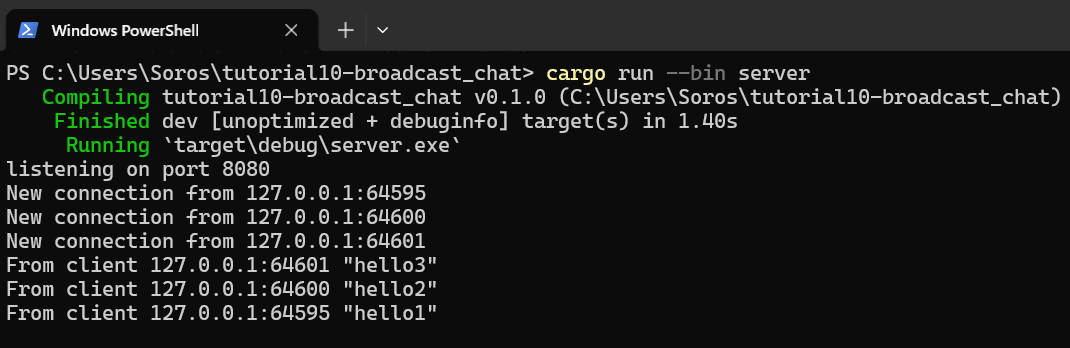 Windows PowerShell
PS C:\Users\Soros\tutorial10-broadcast_chat> cargo run --bin server
Compiling tutorial10-broadcast_chat v0.1.0 (C:\Users\Soros\tutorial10-broadcast_chat)
Finished dev [unoptimized + debuginfo] target(s) in 1.40s
Running `target\debug\server.exe`
listening on port 8080
New connection from 127.0.0.1:64595
New connection from 127.0.0.1:64600
New connection from 127.0.0.1:64601
From client 127.0.0.1:64601 "hello3"
From client 127.0.0.1:64600 "hello2"
From client 127.0.0.1:64595 "hello1"